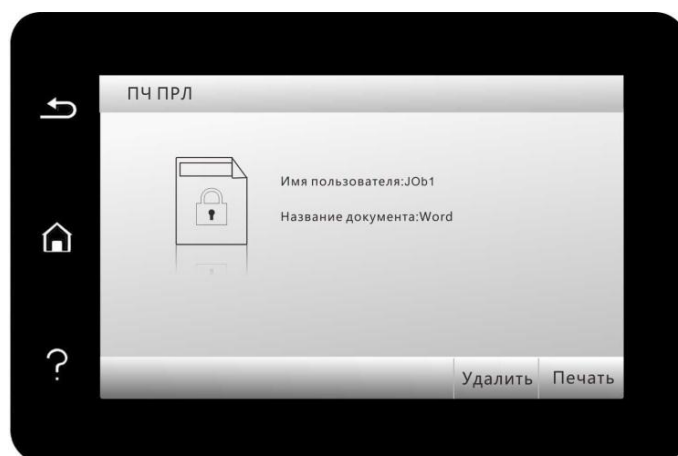 ПЧ ПРЛ
Имя пользователя:JOb1
Название документа:Word
Удалить Печать